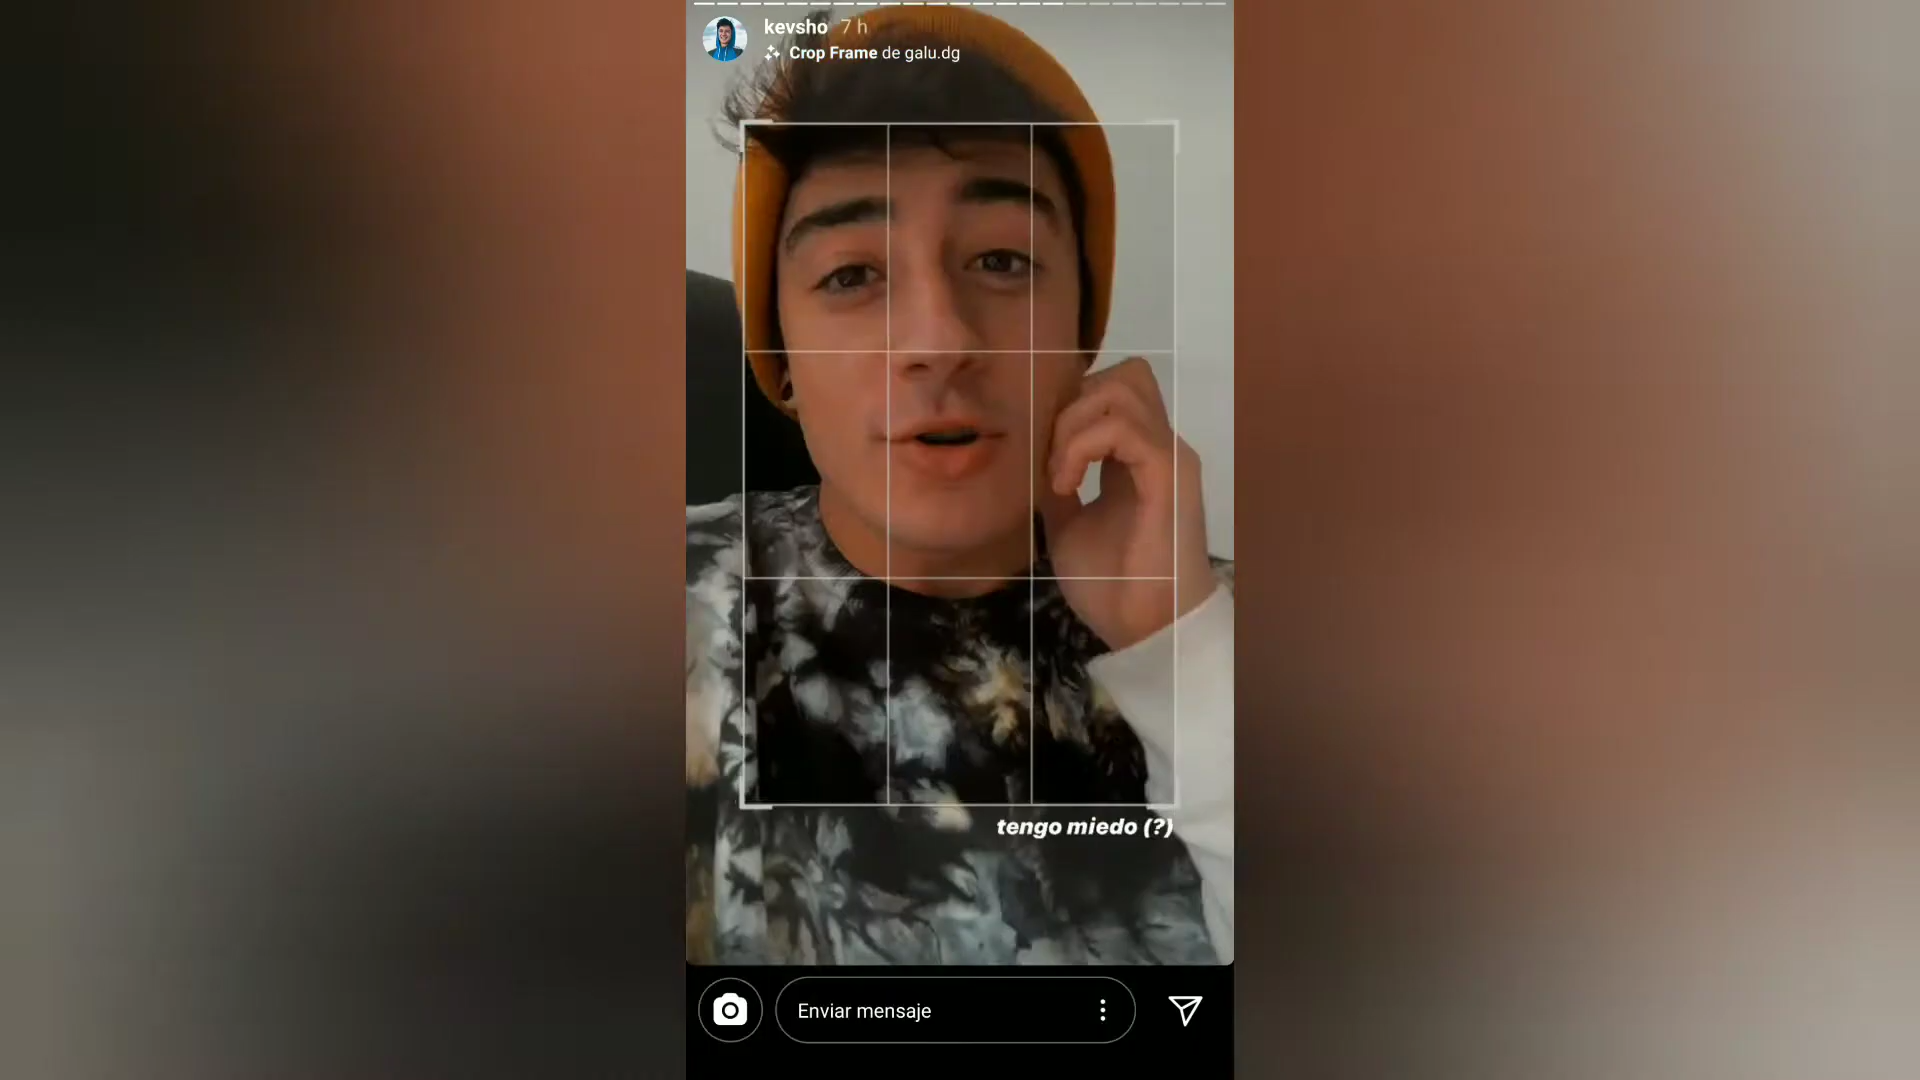 kevsho 7 h
Crop Frame de galu.dg
tengo miedo (?)
Enviar mensaje